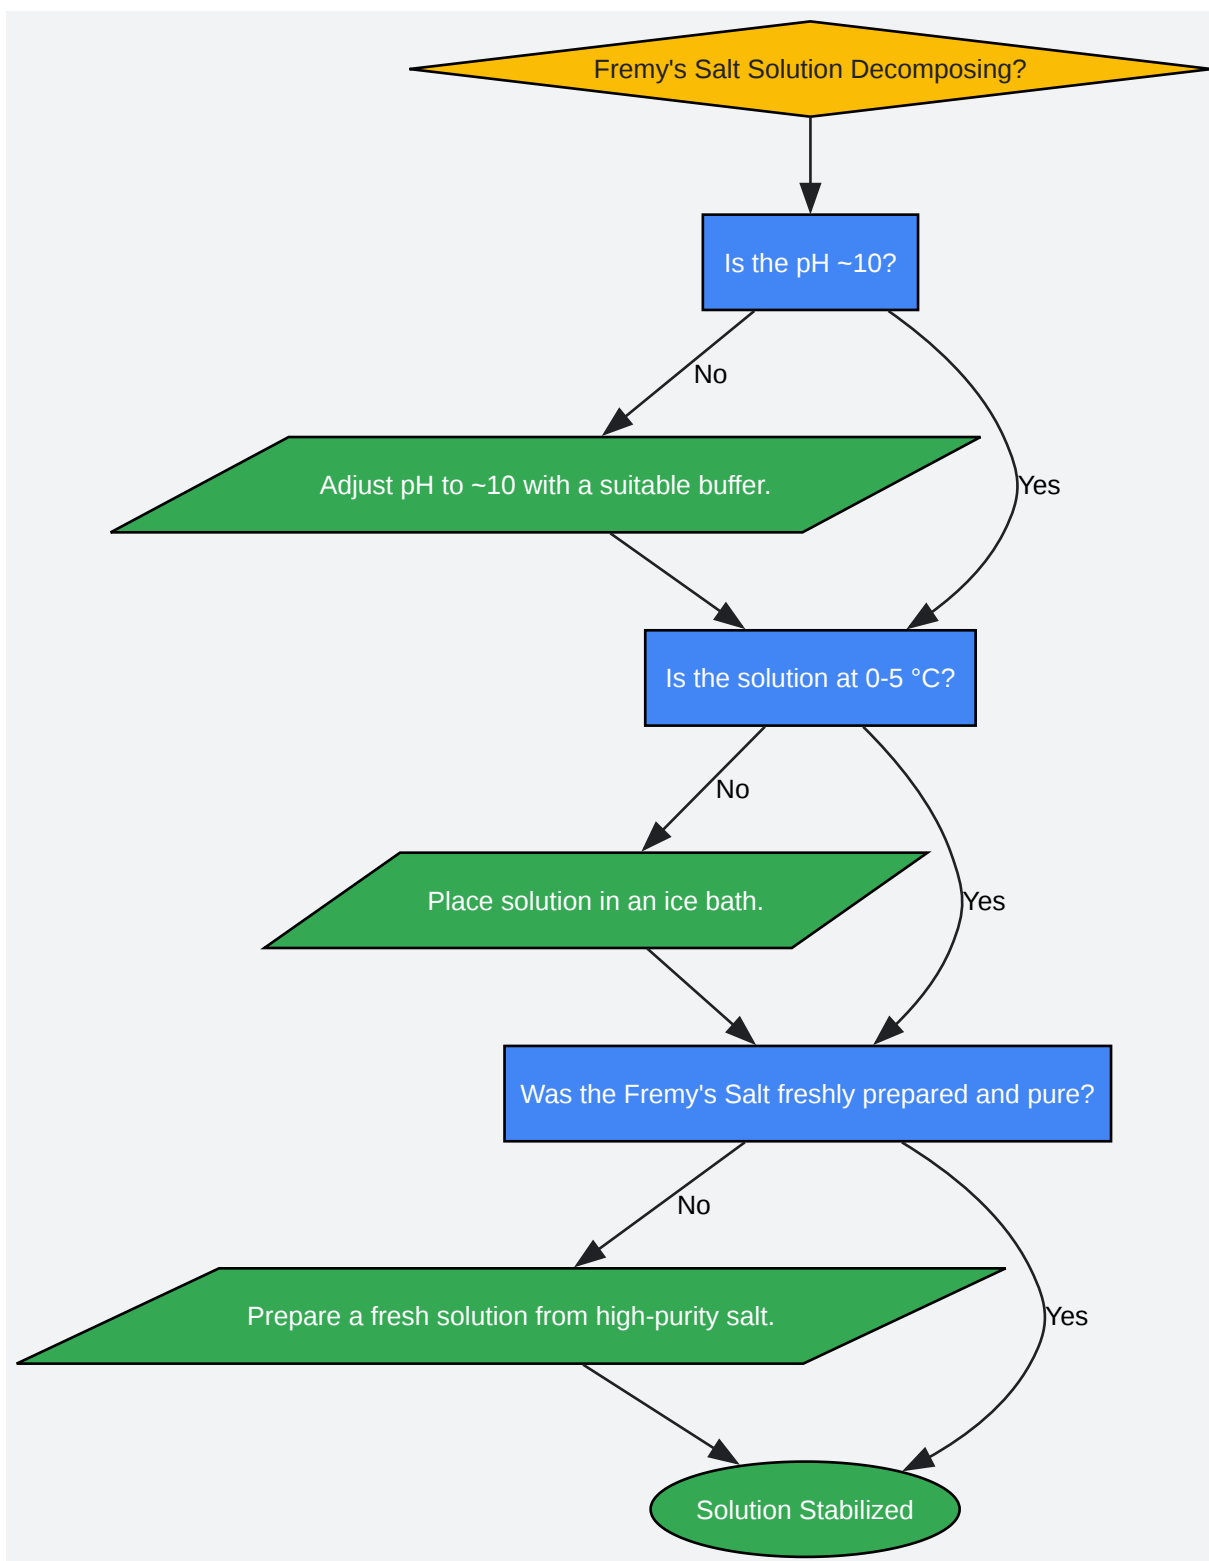 Fremy's Salt Solution Decomposing?
Is the pH ~10?
No
Adjust pH to ~10 with a suitable buffer.
Yes
Is the solution at 0-5 °C?
No
Place solution in an ice bath.
Yes
Was the Fremy's Salt freshly prepared and pure?
No
Prepare a fresh solution from high-purity salt.
Yes
Solution Stabilized